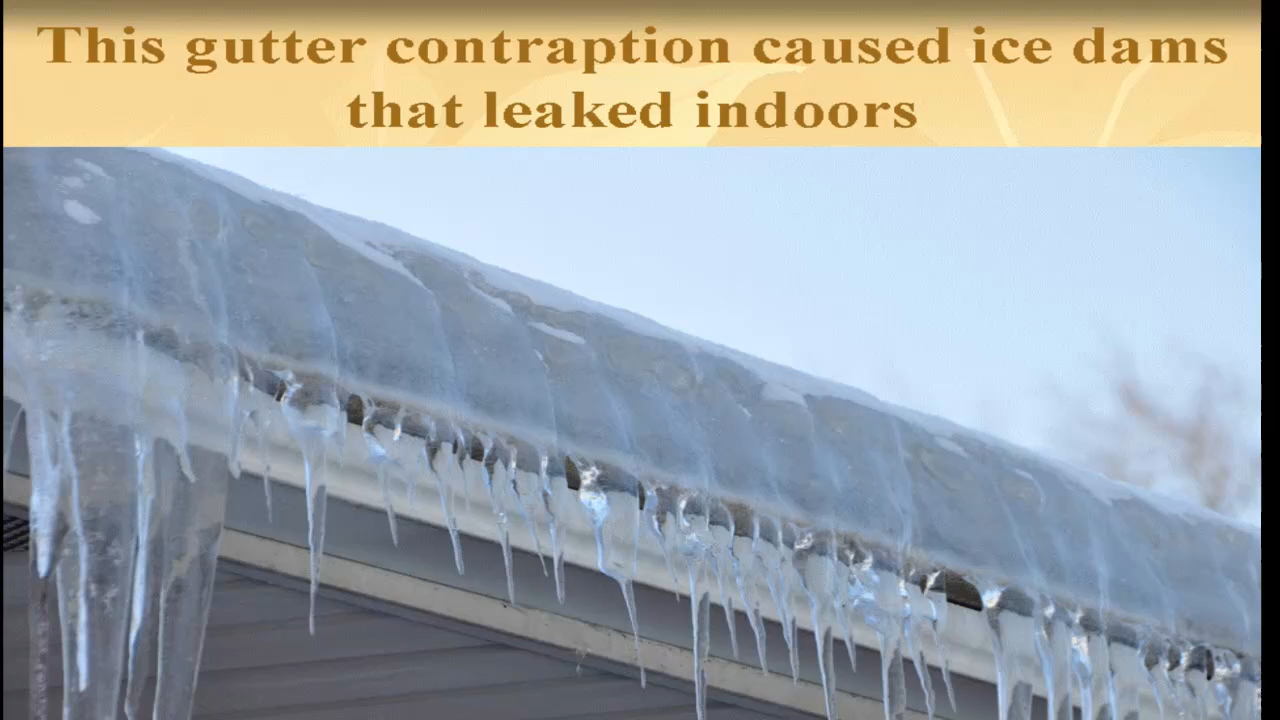 This gutter contraption caused ice dams
that leaked indoors